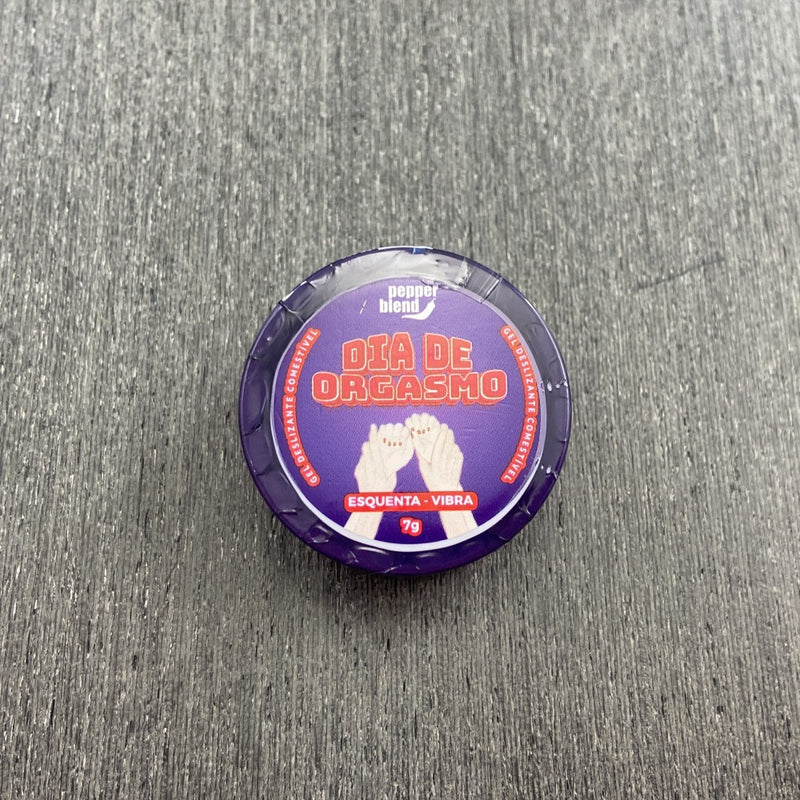 pepper
blend
DIA DE
ORGASMO
GEL DESLIZANTE COMESTÍVEL
GEL DESLIZANTE COMESTÍVEL
ESQUENTA - VIBRA
7g